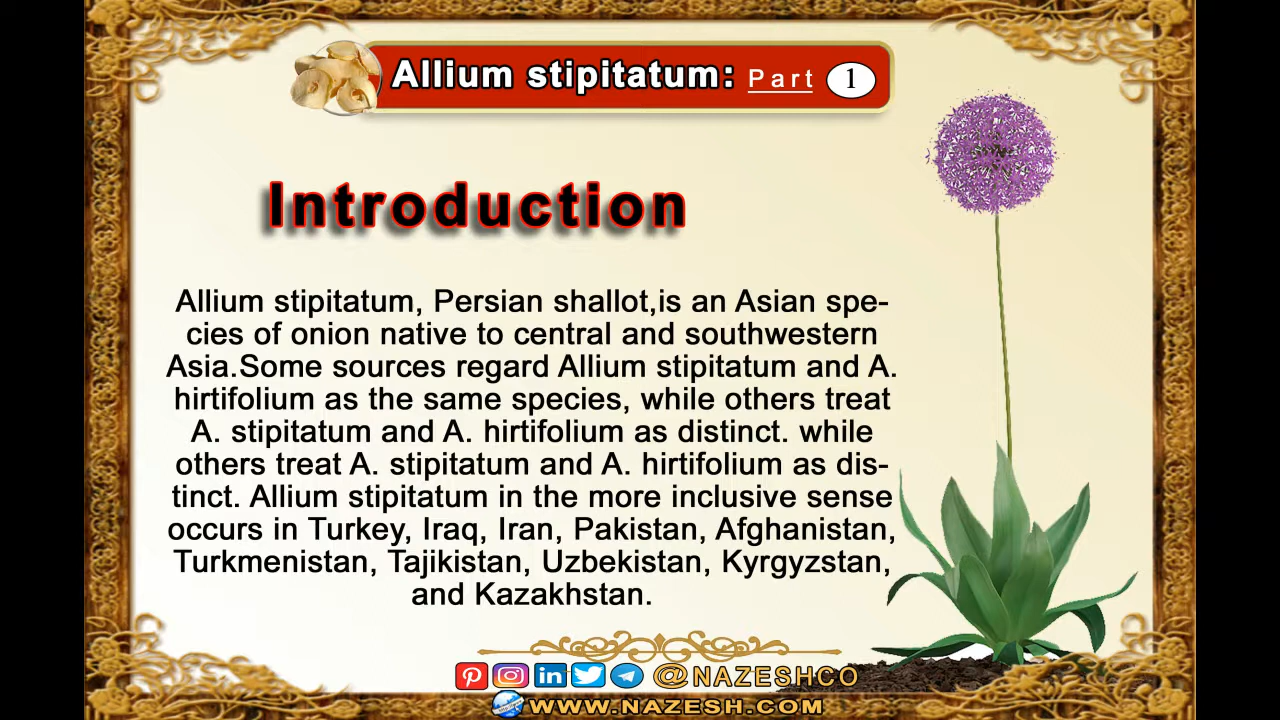 Allium stipitatum: Part 1
Introduction
Allium stipitatum, Persian shallot,is an Asian spe-
cies of onion native to central and southwestern
Asia.Some sources regard Allium stipitatum and A.
hirtifolium as the same species, while others treat
A. stipitatum and A. hirtifolium as distinct. while
others treat A. stipitatum and A. hirtifolium as dis-
tinct. Allium stipitatum in the more inclusive sense
occurs in Turkey, Iraq, Iran, Pakistan, Afghanistan,
Turkmenistan, Tajikistan, Uzbekistan, Kyrgyzstan,
and Kazakhstan.
in @NAZESHCO
WWW.NAZESH.COM